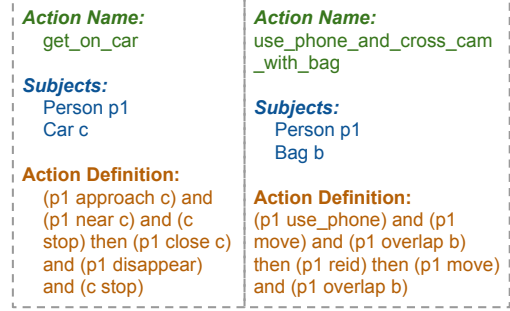 Action Name:
get_on_car
Subjects:
Person p1
Car c
Action Definition:
(p1 approach c) and
(p1 near c) and (c
stop) then (p1 close c)
and (p1 disappear)
and (c stop)
Action Name:
use_phone_and_cross_cam
_with_bag
Subjects:
Person p1
Bag b
Action Definition:
(p1 use_phone) and (p1
move) and (p1 overlap b)
then (p1 reid) then (p1 move)
and (p1 overlap b)